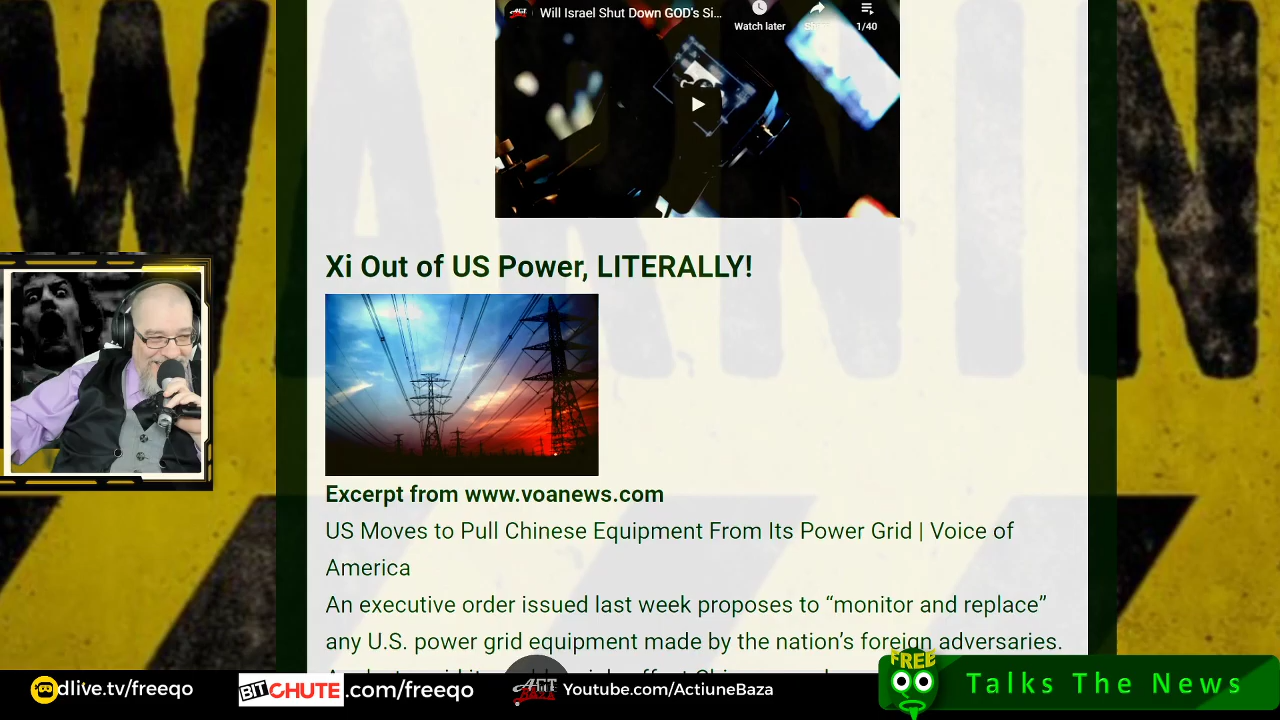 Will Israel Shut Down GOD's Si...
Watch later
1/40
WARNIN
Xi Out of US Power, LITERALLY!
Excerpt from www.voanews.com
US Moves to Pull Chinese Equipment From Its Power Grid | Voice of
America
An executive order issued last week proposes to “monitor and replace”
any U.S. power grid equipment made by the nation’s foreign adversaries.
dlive.tv/freeqo
BITCHUTE.com/freeqo
Youtube.com/ActiuneBaza
FREE
Talks The News